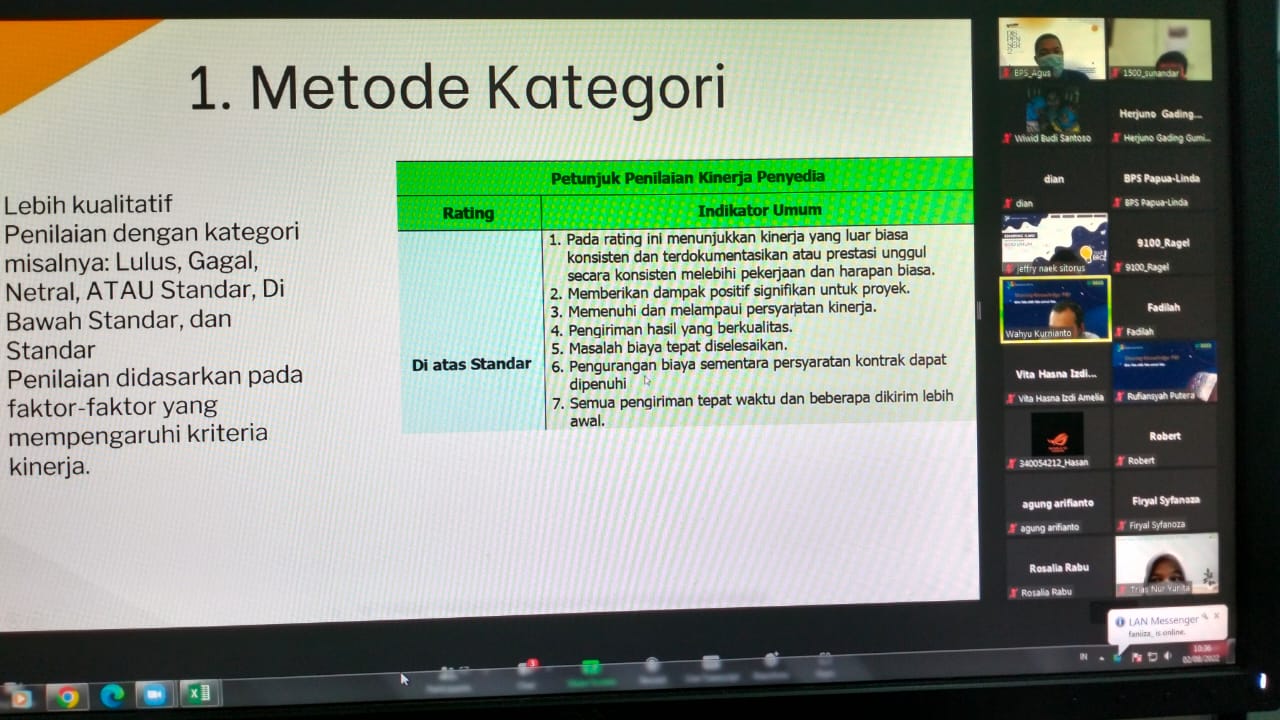 1. Metode Kategori
Lebih kualitatif
Penilaian dengan kategori
misalnya: Lulus, Gagal,
Netral, ATAU Standar, Di
Bawah Standar, dan
Standar
Penilaian didasarkan pada
faktor-faktor yang
mempengaruhi kriteria
kinerja.
Petunjuk Penilaian Kinerja Penyedia
Rating
Indikator Umum
Di atas Standar
1. Pada rating ini menunjukkan kinerja yang luar biasa
konsisten dan terdokumentasikan atau prestasi unggul
secara konsisten melebihi pekerjaan dan harapan biasa.
2. Memberikan dampak positif signifikan untuk proyek.
3. Memenuhi dan melampaui persyaratan kinerja.
4. Pengiriman hasil yang berkualitas.
5. Masalah biaya tepat diselesaikan.
6. Pengurangan biaya sementara persyaratan kontrak dapat
dipenuhi
7. Semua pengiriman tepat waktu dan beberapa dikirim lebih
awal.
BPS_Agus
1500_sunandar
Wiwid Budi Santoso
Herjuno Gading...
Herjuno Gading Gumi...
dian
dian
BPS Papua-Linda
BPS Papua-Linda
jeffry naek sitorus
9100_Ragel
9100_Ragel
Wahyu Kurnianto
Fadilah
Fadilah
Vita Hasna Izdi...
Vita Hasna Izdi Amelia
Rufiansyah Putera
340054212_Hasan
Robert
Robert
agung arifianto
agung arifianto
Firyal Syfanoza
Firyal Syfanoza
Rosalia Rabu
Rosalia Rabu
Trias Nur Yunita
LAN Messenger
faniiza_ is online.
IN
10:36
02/08/2022